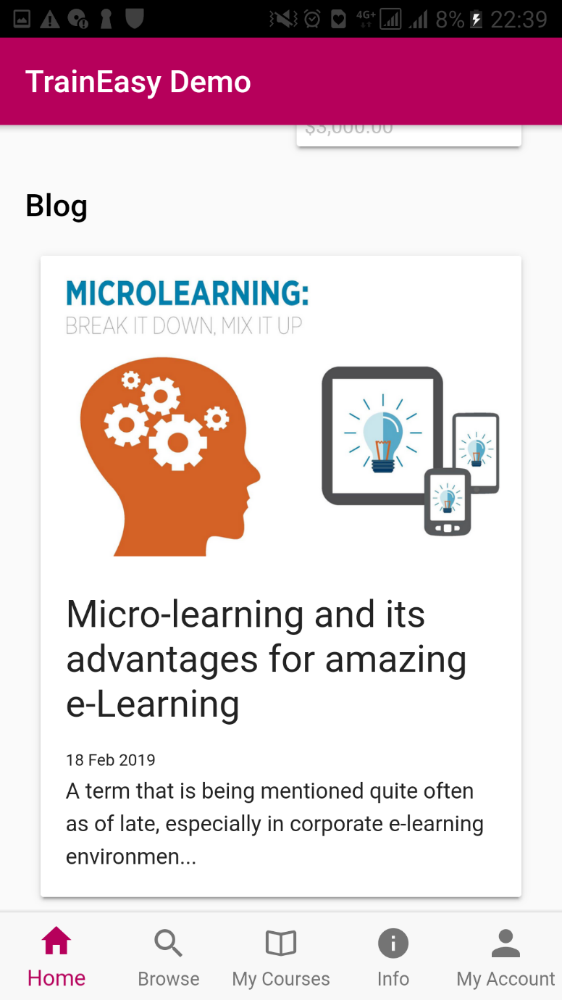 4G+ 8% 22:39
TrainEasy Demo
$3,000.00
Blog
MICROLEARNING:
BREAK IT DOWN, MIX IT UP
Micro-learning and its
advantages for amazing
e-Learning
18 Feb 2019
A term that is being mentioned quite often
as of late, especially in corporate e-learning
environmen...
Home Browse My Courses Info My Account